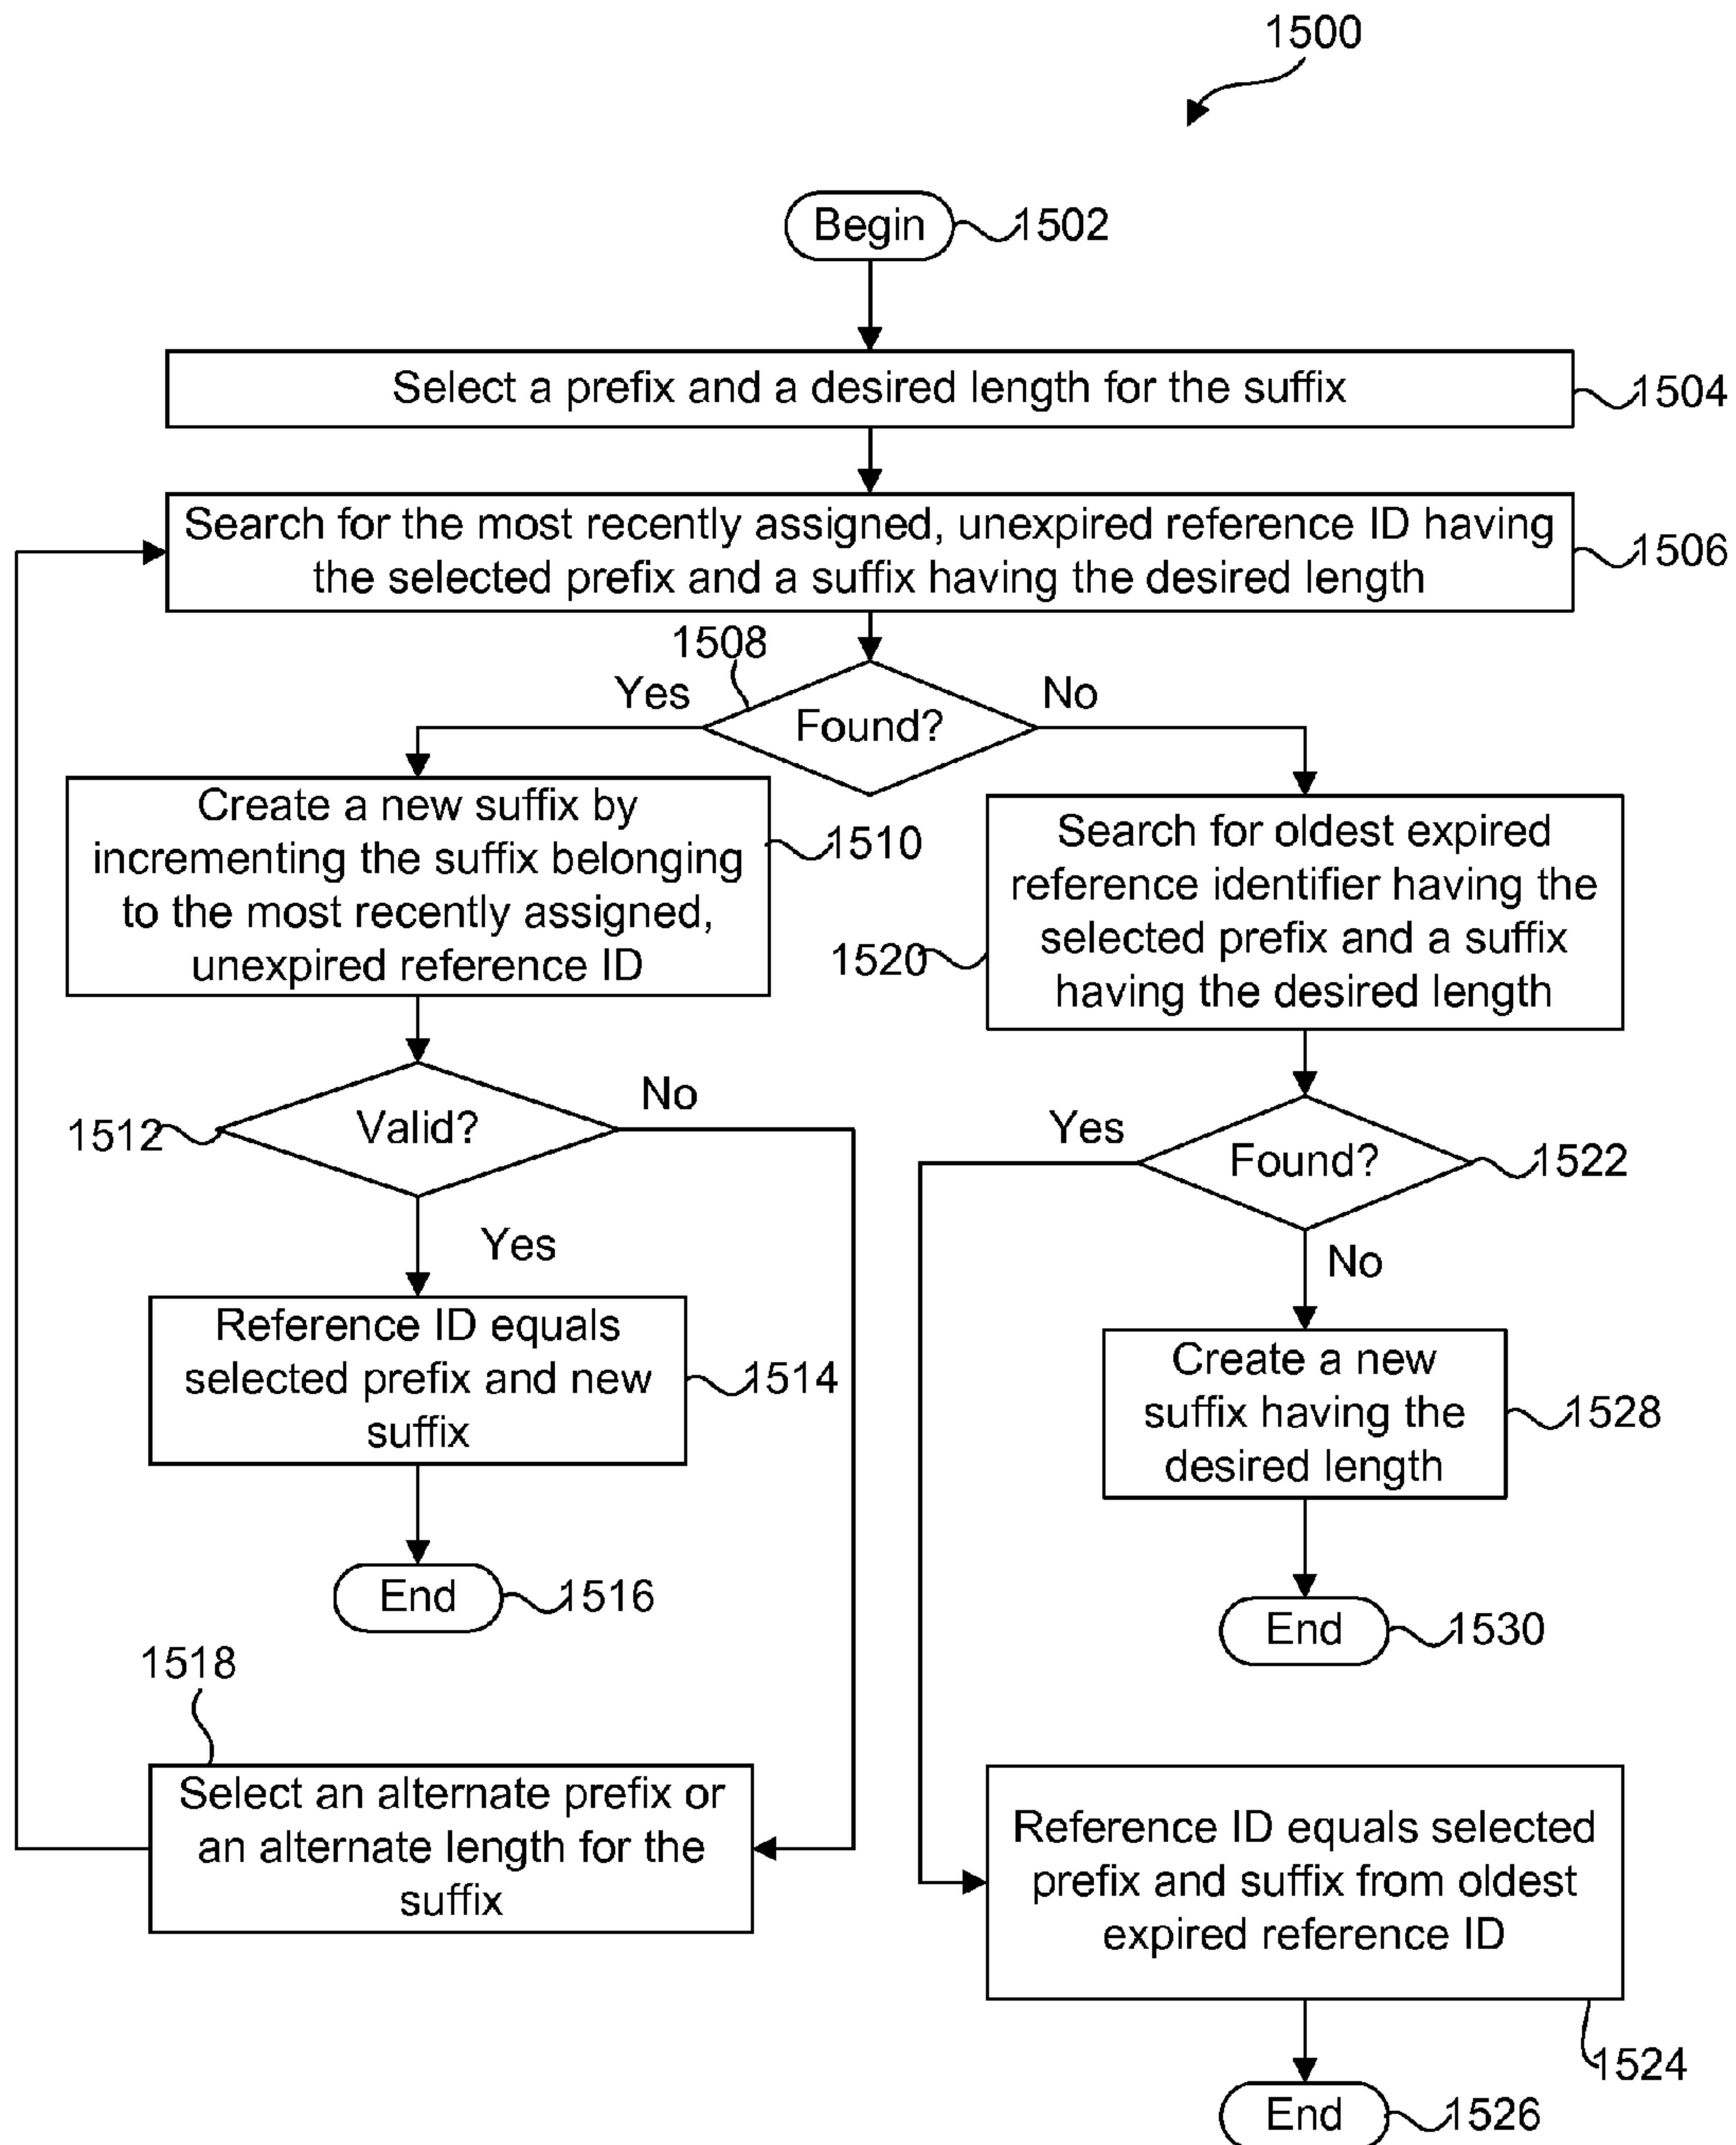 1500
Begin
1502
Select a prefix and a desired length for the suffix
1504
Search for the most recently assigned, unexpired reference ID having
the selected prefix and a suffix having the desired length
1506
1508
Yes
Found?
No
Create a new suffix by
incrementing the suffix belonging
to the most recently assigned,
unexpired reference ID
1510
Search for oldest expired
reference identifier having the
selected prefix and a suffix
having the desired length
1520
Valid?
No
1512
Yes
Found?
1522
Yes
No
Reference ID equals
selected prefix and new
suffix
1514
Create a new
suffix having the
desired length
1528
End
1516
End
1530
1518
Select an alternate prefix or
an alternate length for the
suffix
Reference ID equals selected
prefix and suffix from oldest
expired reference ID
1524
End
1526